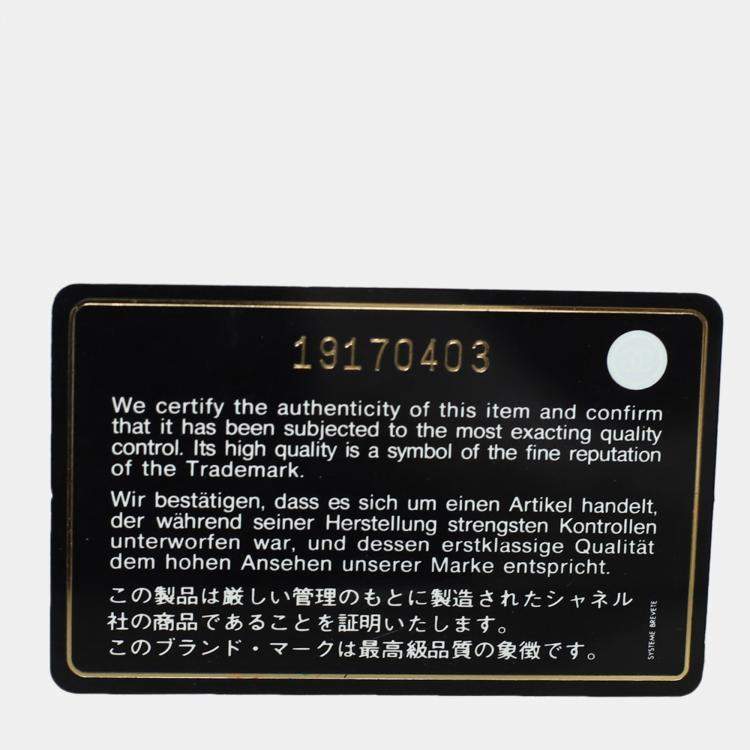 19170403
We certify the authenticity of this item and confirm
that it has been subjected to the most exacting quality
control. Its high quality is a symbol of the fine reputation
of the Trademark.
Wir bestätigen, dass es sich um einen Artikel handelt,
der während seiner Herstellung strengsten Kontrollen
unterworfen war, und dessen erstklassige Qualität
dem hohen Ansehen unserer Marke entspricht.
この製品は厳しい管理のもとに製造されたシャネル
社の商品であることを証明いたします。
このブランド・マークは最高級品質の象徴です。
SYSTEME BREVETE